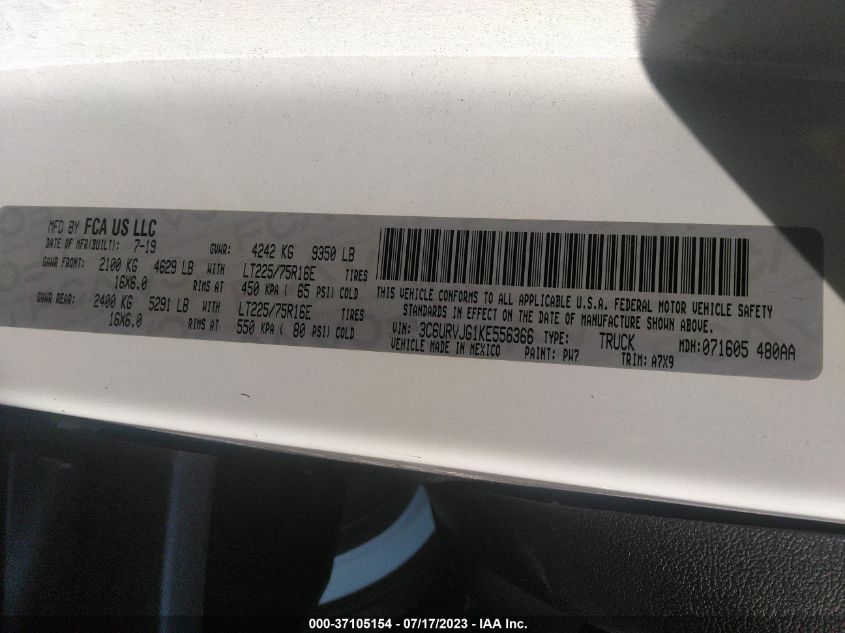 MFD BY FCA US LLC
DATE OF MFR(BUILT): 7-19 GVWR: 4242 KG 9350 LB
GAWR FRONT: 2100 KG 4629 LB WITH LT225/75R16E TIRES
16X6.0 RIMS AT 450 KPA ( 65 PSI) COLD
GAWR REAR: 2400 KG 5291 LB WITH LT225/75R16E TIRES
16X6.0 RIMS AT 550 KPA ( 80 PSI) COLD
THIS VEHICLE CONFORMS TO ALL APPLICABLE U.S.A. FEDERAL MOTOR VEHICLE SAFETY
STANDARDS IN EFFECT ON THE DATE OF MANUFACTURE SHOWN ABOVE.
VIN: 3C6URVJG1KE556366 TYPE: TRUCK MDH:071605 480AA
VEHICLE MADE IN MEXICO PAINT: PW7 TRIM: A7X9
000-37105154 - 07/17/2023 - IAA Inc.